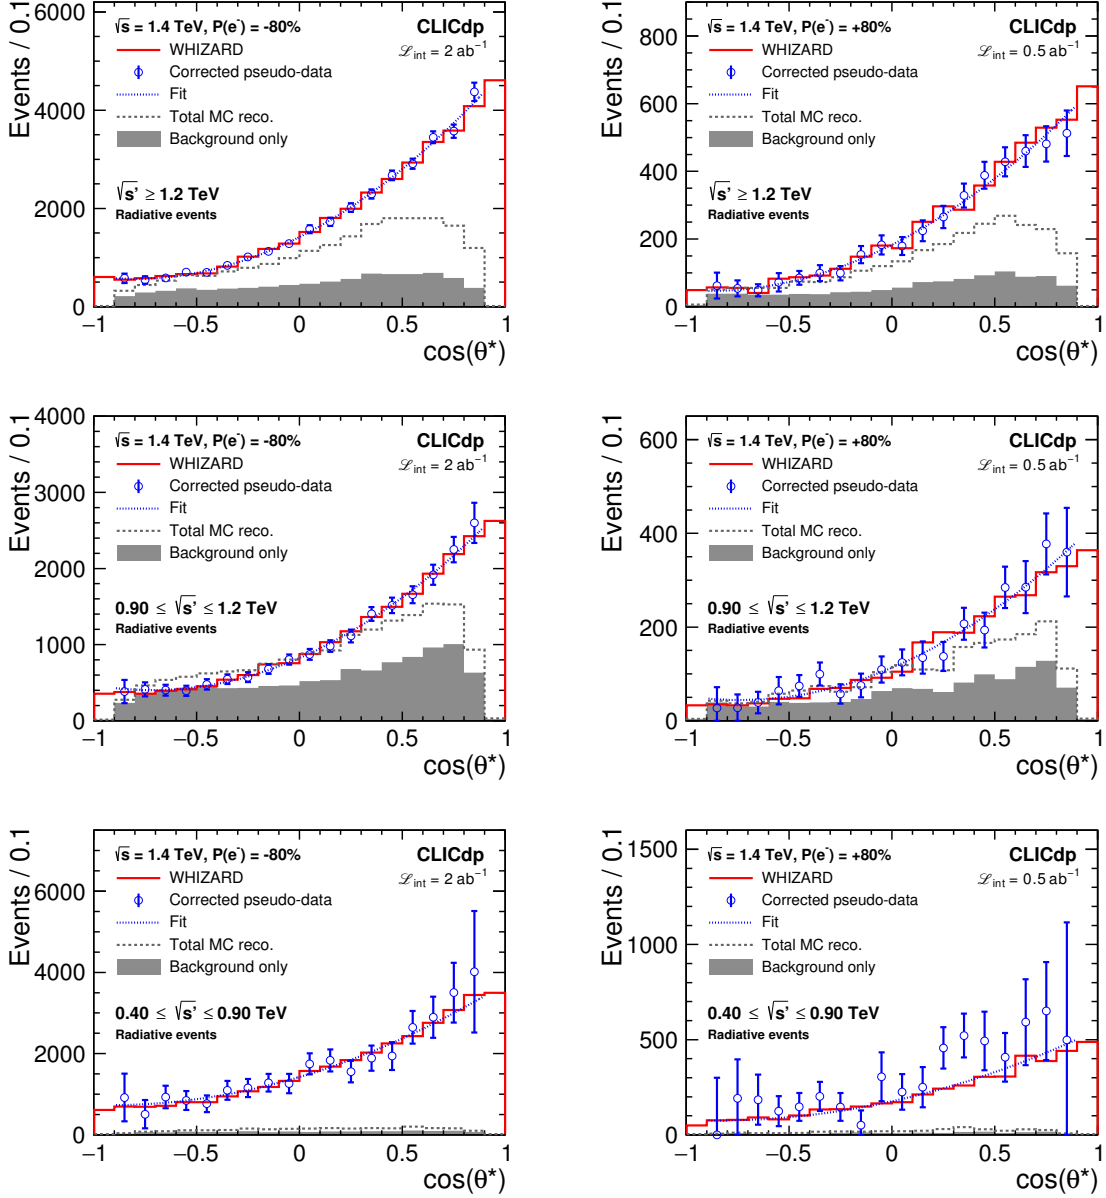 Events / 0.1
6000
4000
2000
0
√s = 1.4 TeV, P(e⁻) = -80%
CLICdp
WHIZARD
ℒint = 2 ab⁻¹
Corrected pseudo-data
Fit
Total MC reco.
Background only
√s’ ≥ 1.2 TeV
Radiative events
−1 −0.5 0 0.5 1
cos(θ*)
Events / 0.1
800
600
400
200
0
√s = 1.4 TeV, P(e⁻) = +80%
CLICdp
WHIZARD
ℒint = 0.5 ab⁻¹
Corrected pseudo-data
Fit
Total MC reco.
Background only
√s’ ≥ 1.2 TeV
Radiative events
−1 −0.5 0 0.5 1
cos(θ*)
Events / 0.1
4000
3000
2000
1000
0
√s = 1.4 TeV, P(e⁻) = -80%
CLICdp
WHIZARD
ℒint = 2 ab⁻¹
Corrected pseudo-data
Fit
Total MC reco.
Background only
0.90 ≤ √s’ ≤ 1.2 TeV
Radiative events
−1 −0.5 0 0.5 1
cos(θ*)
Events / 0.1
600
400
200
0
√s = 1.4 TeV, P(e⁻) = +80%
CLICdp
WHIZARD
ℒint = 0.5 ab⁻¹
Corrected pseudo-data
Fit
Total MC reco.
Background only
0.90 ≤ √s’ ≤ 1.2 TeV
Radiative events
−1 −0.5 0 0.5 1
cos(θ*)
Events / 0.1
6000
4000
2000
0
√s = 1.4 TeV, P(e⁻) = -80%
CLICdp
WHIZARD
ℒint = 2 ab⁻¹
Corrected pseudo-data
Fit
Total MC reco.
Background only
0.40 ≤ √s’ ≤ 0.90 TeV
Radiative events
−1 −0.5 0 0.5 1
cos(θ*)
Events / 0.1
1500
1000
500
0
√s = 1.4 TeV, P(e⁻) = +80%
CLICdp
WHIZARD
ℒint = 0.5 ab⁻¹
Corrected pseudo-data
Fit
Total MC reco.
Background only
0.40 ≤ √s’ ≤ 0.90 TeV
Radiative events
−1 −0.5 0 0.5 1
cos(θ*)